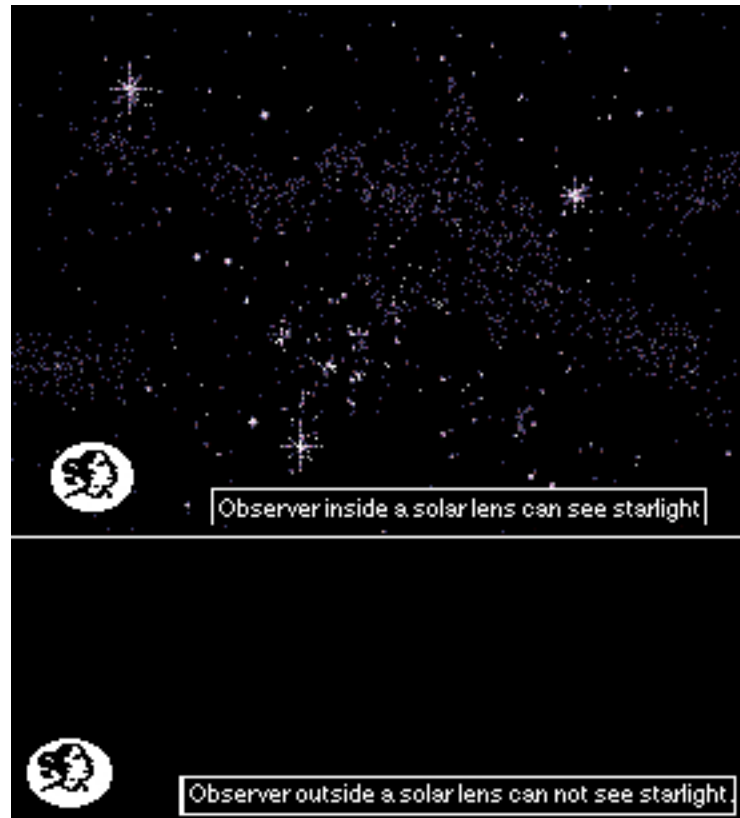 Observer inside a solar lens can see starlight
Observer outside a solar lens can not see starlight.